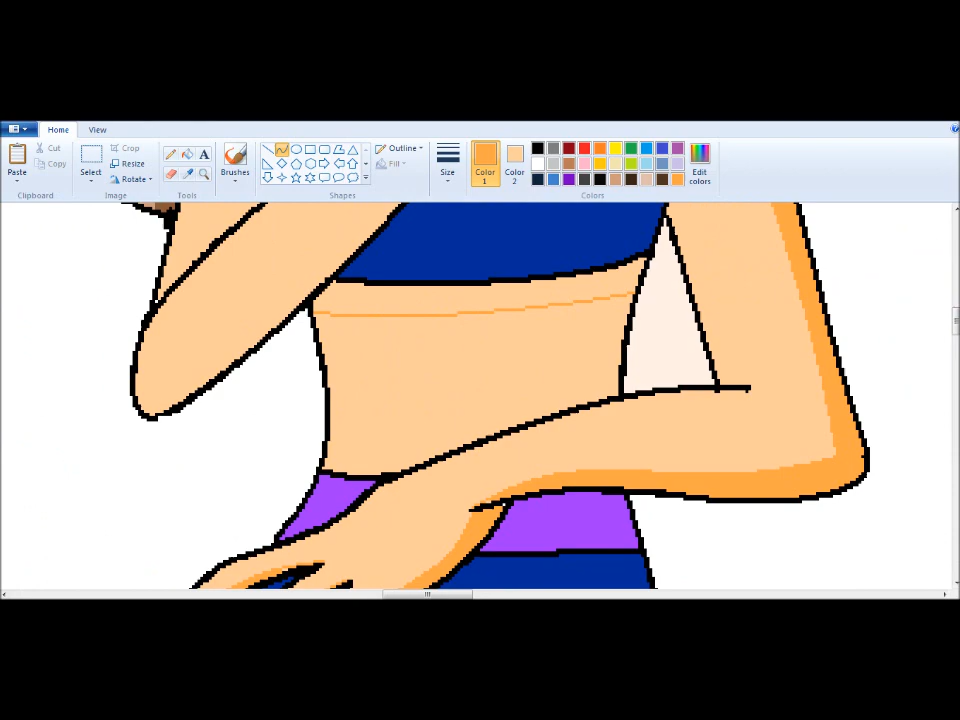 Home View
Paste
Cut
Copy
Clipboard
Select
Crop
Resize
Rotate
Image
A
Tools
Brushes
Shapes
Outline
Fill
Size
Color 1
Color 2
Edit colors
Colors